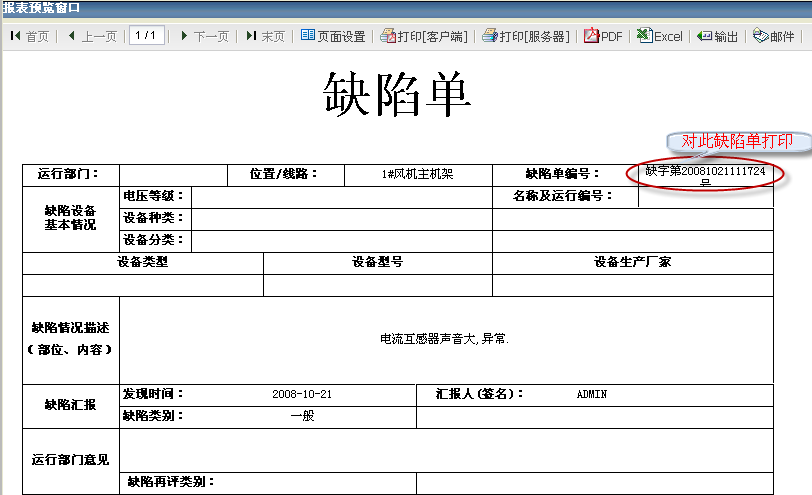 报表预览窗口
首页 上一页 1 /1 下一页 末页 页面设置 打印[客户端] 打印[服务器] PDF Excel 输出 邮件
缺陷单
对此缺陷单打印
运行部门： 位置/线路： 1#风机主机架 缺陷单编号： 缺字第20081021111724
号
缺陷设备
基本情况
电压等级： 名称及运行编号：
设备种类：
设备分类：
设备类型 设备型号 设备生产厂家
缺陷情况描述
（部位、内容）
电流互感器声音大,异常.
缺陷汇报
发现时间： 2008-10-21 汇报人(签名)： ADMIN
缺陷类别： 一般
运行部门意见
缺陷再评类别：